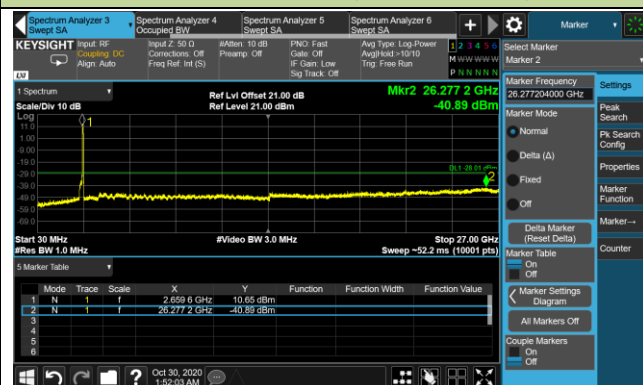 Spectrum Analyzer 3
Swept SA
Spectrum Analyzer 4
Occupied BW
Spectrum Analyzer 5
Swept SA
Spectrum Analyzer 6
Swept SA
Marker
KEYSIGHT
Input: RF
Coupling: DC
Align: Auto
Input Z: 50 Ω
Corrections: Off
Freq Ref: Int (S)
#Atten: 10 dB
Preamp: Off
PNO: Fast
Gate: Off
IF Gain: Low
Sig Track: Off
Avg Type: Log-Power
Avg|Hold:>10/10
Trig: Free Run
1 2 3 4 5 6
M W W W W W
P N N N N N
Select Marker
Marker 2
1 Spectrum
Scale/Div 10 dB
Ref Lvl Offset 21.00 dB
Ref Level 21.00 dBm
Mkr2 26.277 2 GHz
-40.89 dBm
Log
11.0
1.00
-9.00
-19.0
-29.0
-39.0
-49.0
-59.0
-69.0
1
DL1 -28.01 dBm
2
Start 30 MHz
#Res BW 1.0 MHz
#Video BW 3.0 MHz
Stop 27.00 GHz
Sweep ~52.2 ms (10001 pts)
5 Marker Table
Mode Trace Scale X Y Function Function Width Function Value
1 N 1 f 2.659 6 GHz 10.65 dBm
2 N 1 f 26.277 2 GHz -40.89 dBm
3
4
5
6
Marker Frequency
26.277204000 GHz
Marker Mode
Normal
Delta (Δ)
Fixed
Off
Delta Marker
(Reset Delta)
Marker Table
On
Off
Marker Settings
Diagram
All Markers Off
Couple Markers
On
Off
Settings
Peak
Search
Pk Search
Config
Properties
Marker
Function
Marker→
Counter
?
Oct 30, 2020
1:52:03 AM